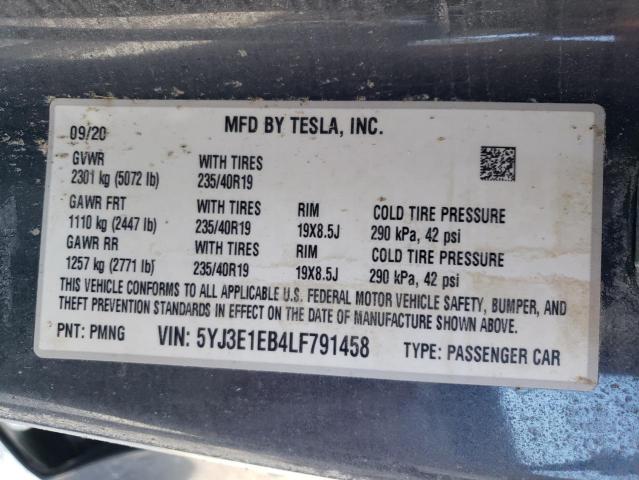 09/20 MFD BY TESLA, INC.
GVWR WITH TIRES
2301 kg (5072 lb) 235/40R19
GAWR FRT WITH TIRES RIM COLD TIRE PRESSURE
1110 kg (2447 lb) 235/40R19 19X8.5J 290 kPa, 42 psi
GAWR RR WITH TIRES RIM COLD TIRE PRESSURE
1257 kg (2771 lb) 235/40R19 19X8.5J 290 kPa, 42 psi
THIS VEHICLE CONFORMS TO ALL APPLICABLE U.S. FEDERAL MOTOR VEHICLE SAFETY, BUMPER, AND
THEFT PREVENTION STANDARDS IN EFFECT ON THE DATE OF MANUFACTURE SHOWN ABOVE.
PNT: PMNG VIN: 5YJ3E1EB4LF791458 TYPE: PASSENGER CAR